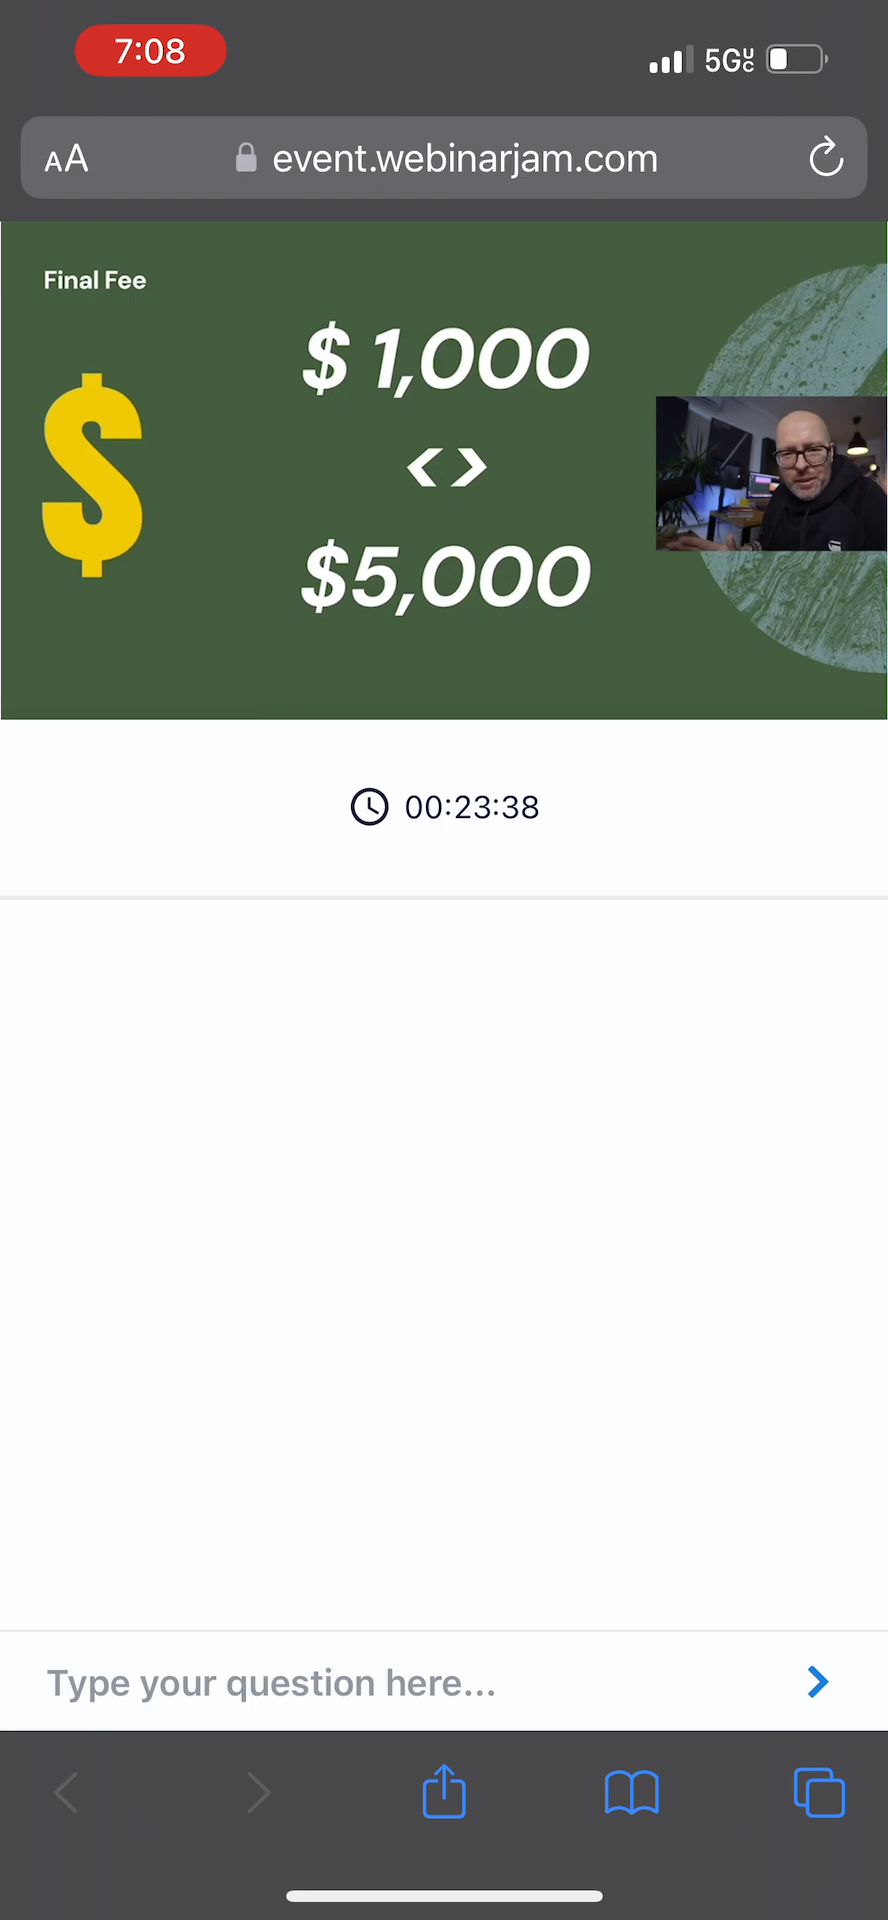 7:08
5GUC
AA
event.webinarjam.com
Final Fee
$
$ 1,000
<>
$5,000
00:23:38
Type your question here...